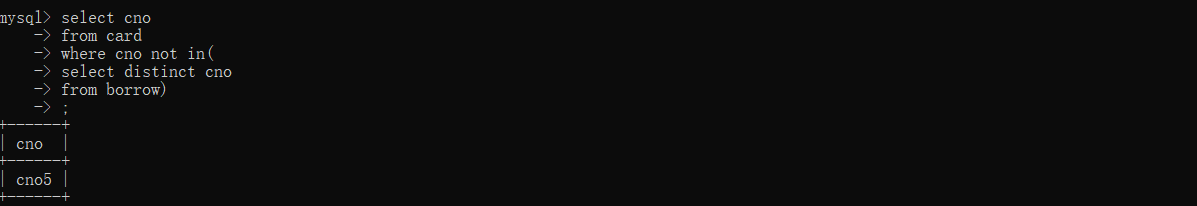 mysql> select cno
    -> from card
    -> where cno not in(
    -> select distinct cno
    -> from borrow)
    -> ;
+------+
| cno  |
+------+
| cno5 |
+------+